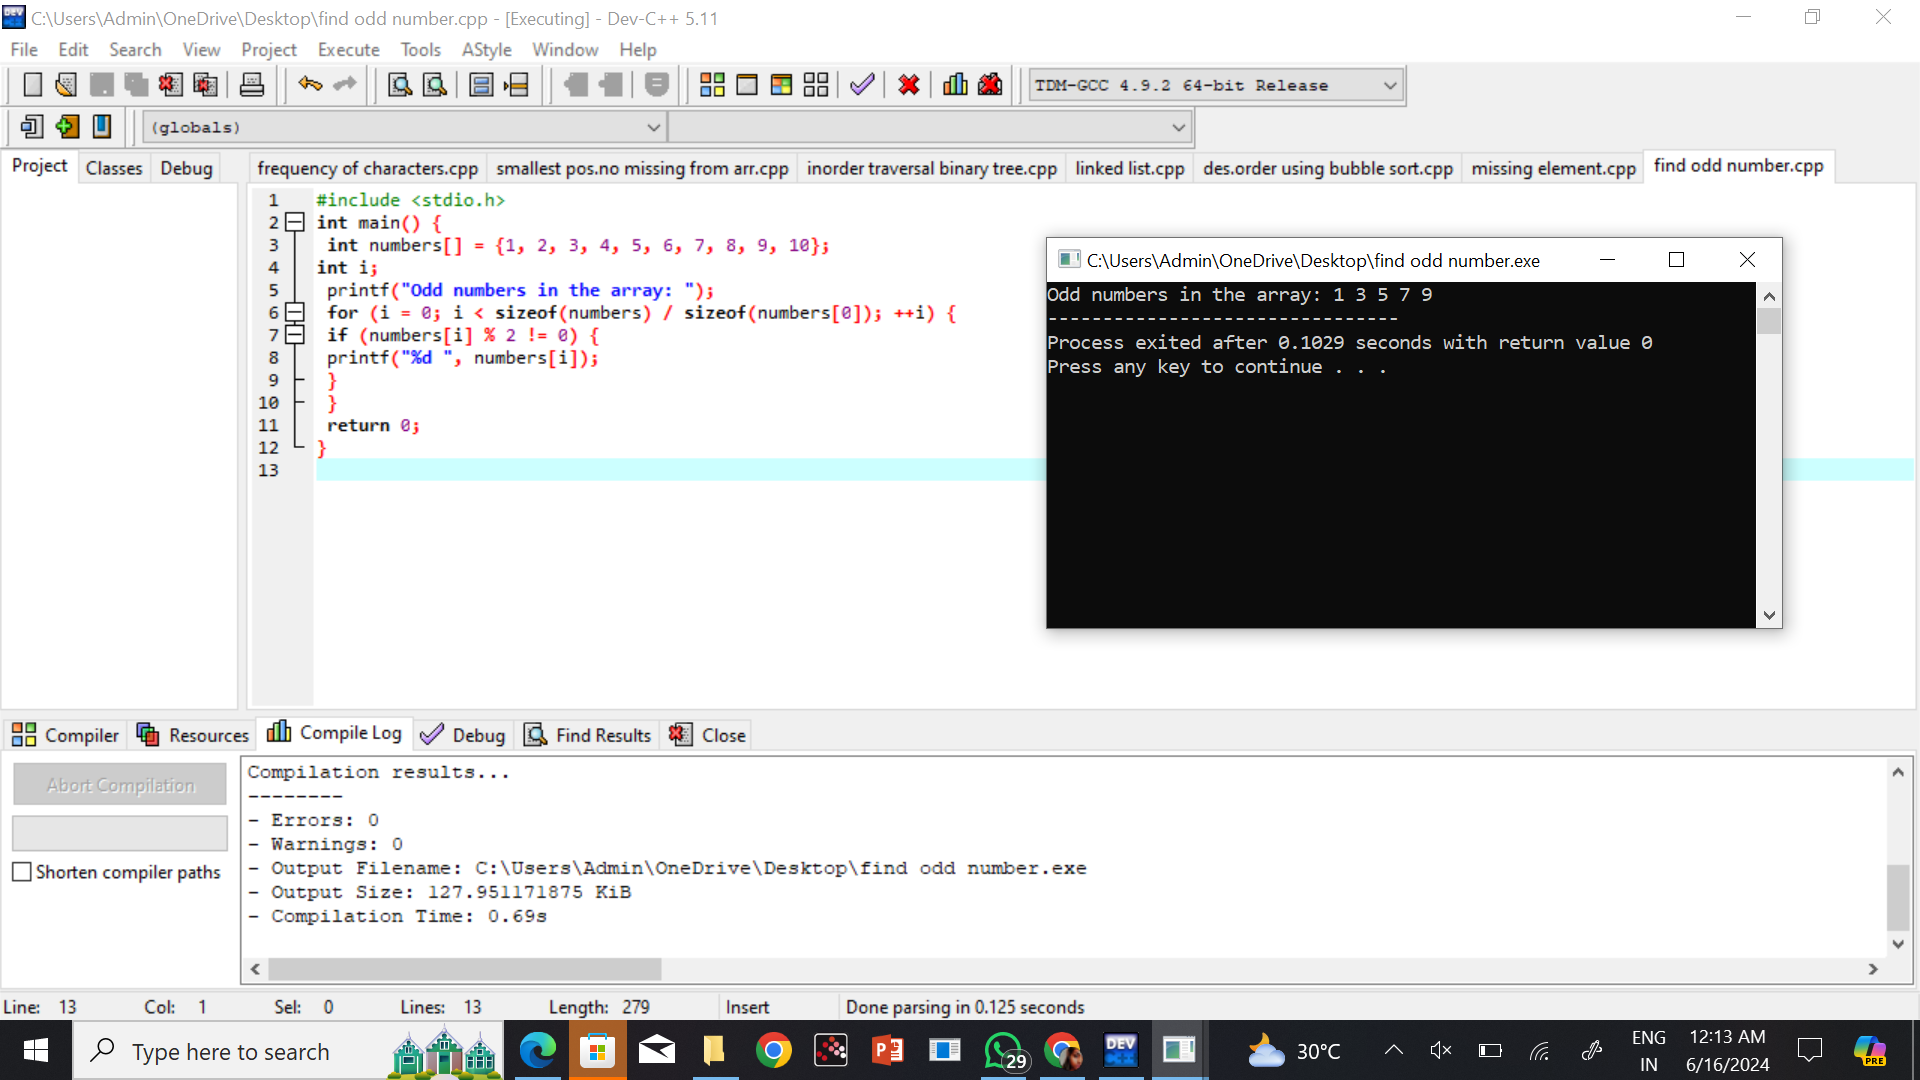 C:\Users\Admin\OneDrive\Desktop\find odd number.cpp - [Executing] - Dev-C++ 5.11
File Edit Search View Project Execute Tools AStyle Window Help
TDM-GCC 4.9.2 64-bit Release
(globals)
Project Classes Debug
frequency of characters.cpp smallest pos.no missing from arr.cpp inorder traversal binary tree.cpp linked list.cpp des.order using bubble sort.cpp missing element.cpp find odd number.cpp
1 #include <stdio.h>
2 int main() {
3 int numbers[] = {1, 2, 3, 4, 5, 6, 7, 8, 9, 10};
4 int i;
5 printf("Odd numbers in the array: ");
6 for (i = 0; i < sizeof(numbers) / sizeof(numbers[0]); ++i) {
7 if (numbers[i] % 2 != 0) {
8 printf("%d ", numbers[i]);
9 }
10 }
11 return 0;
12 }
13
C:\Users\Admin\OneDrive\Desktop\find odd number.exe
Odd numbers in the array: 1 3 5 7 9
--------------------------------
Process exited after 0.1029 seconds with return value 0
Press any key to continue . . .
Compiler Resources Compile Log Debug Find Results Close
Abort Compilation
Shorten compiler paths
Compilation results...
--------
- Errors: 0
- Warnings: 0
- Output Filename: C:\Users\Admin\OneDrive\Desktop\find odd number.exe
- Output Size: 127.951171875 KiB
- Compilation Time: 0.69s
Line: 13 Col: 1 Sel: 0 Lines: 13 Length: 279 Insert Done parsing in 0.125 seconds
Type here to search
29
DEV
30°C
ENG
IN
12:13 AM
6/16/2024
PRE